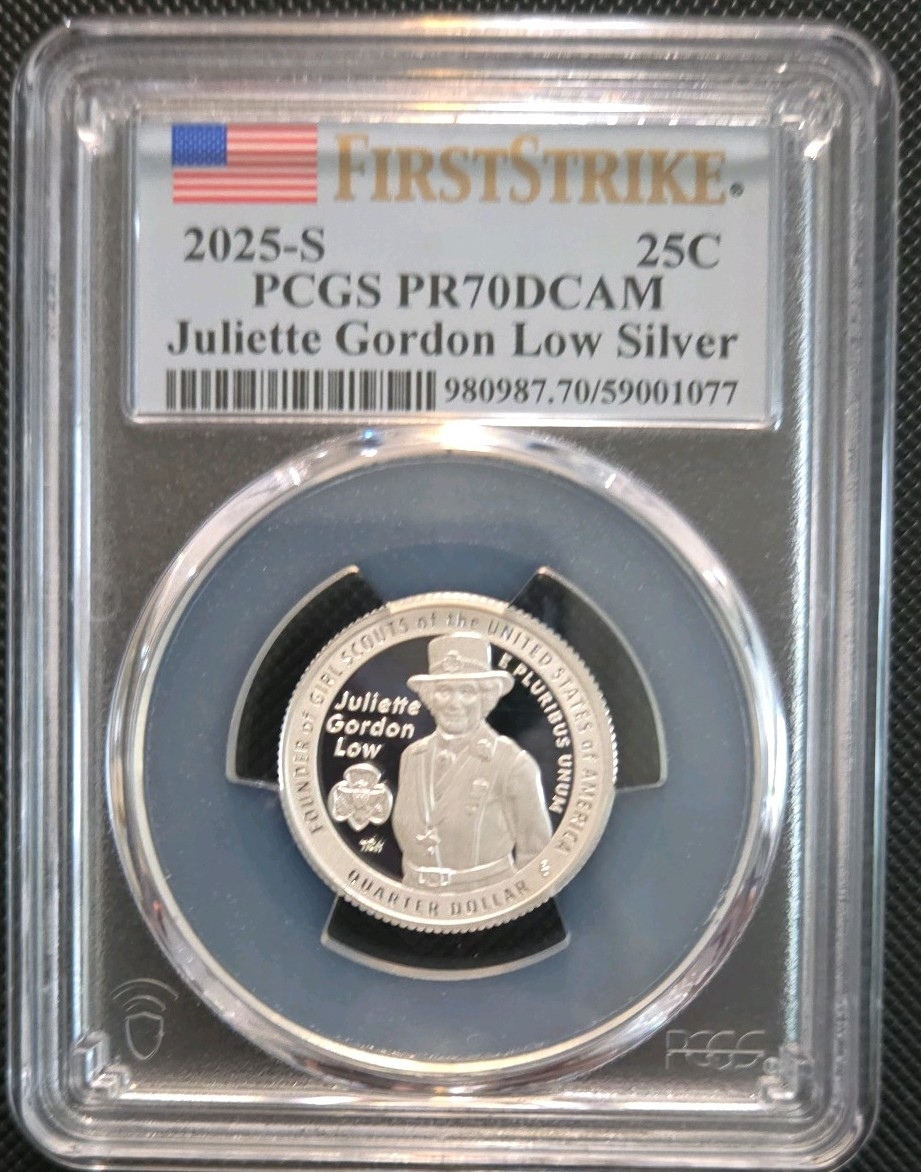 FIRSTSTRIKE®
2025-S 25C
PCGS PR70DCAM
Juliette Gordon Low Silver
980987.70/59001077
FOUNDER of GIRL SCOUTS of the UNITED STATES of AMERICA
E PLURIBUS UNUM
Juliette
Gordon
Low
QUARTER DOLLAR
PCGS